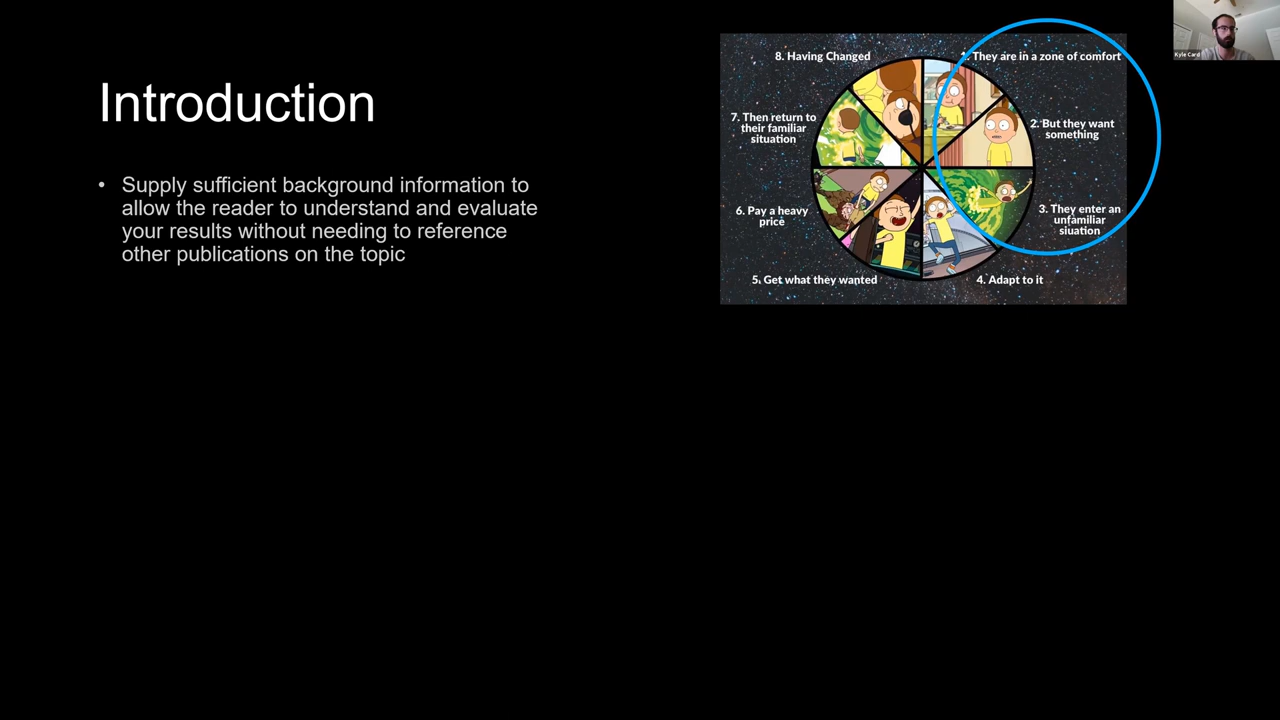 Introduction
• Supply sufficient background information to
allow the reader to understand and evaluate
your results without needing to reference
other publications on the topic
8. Having Changed
1. They are in a zone of comfort
7. Then return to
their familiar
situation
2. But they want
something
6. Pay a heavy
price
3. They enter an
unfamiliar
siuation
5. Get what they wanted
4. Adapt to it
Kyle Card